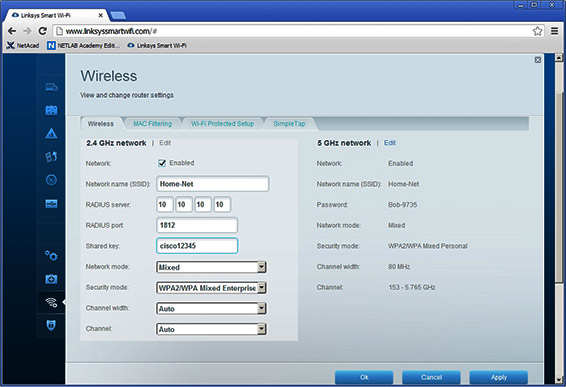 Linksys Smart Wi-Fi
www.linksyssmartwifi.com/#
NetAcad NETLAB Academy Editi... Linksys Smart Wi-Fi
Wireless
View and change router settings
Wireless MAC Filtering Wi-Fi Protected Setup SimpleTap
2.4 GHz network | Edit
Network: Enabled
Network name (SSID): Home-Net
RADIUS server: 10 10 10 10
RADIUS port: 1812
Shared key: cisco12345
Network mode: Mixed
Security mode: WPA2/WPA Mixed Enterprise
Channel width: Auto
Channel: Auto
5 GHz network | Edit
Network: Enabled
Network name (SSID): Home-Net
Password: Bob-9735
Network mode: Mixed
Security mode: WPA2/WPA Mixed Personal
Channel width: 80 MHz
Channel: 153 - 5.765 GHz
Ok Cancel Apply